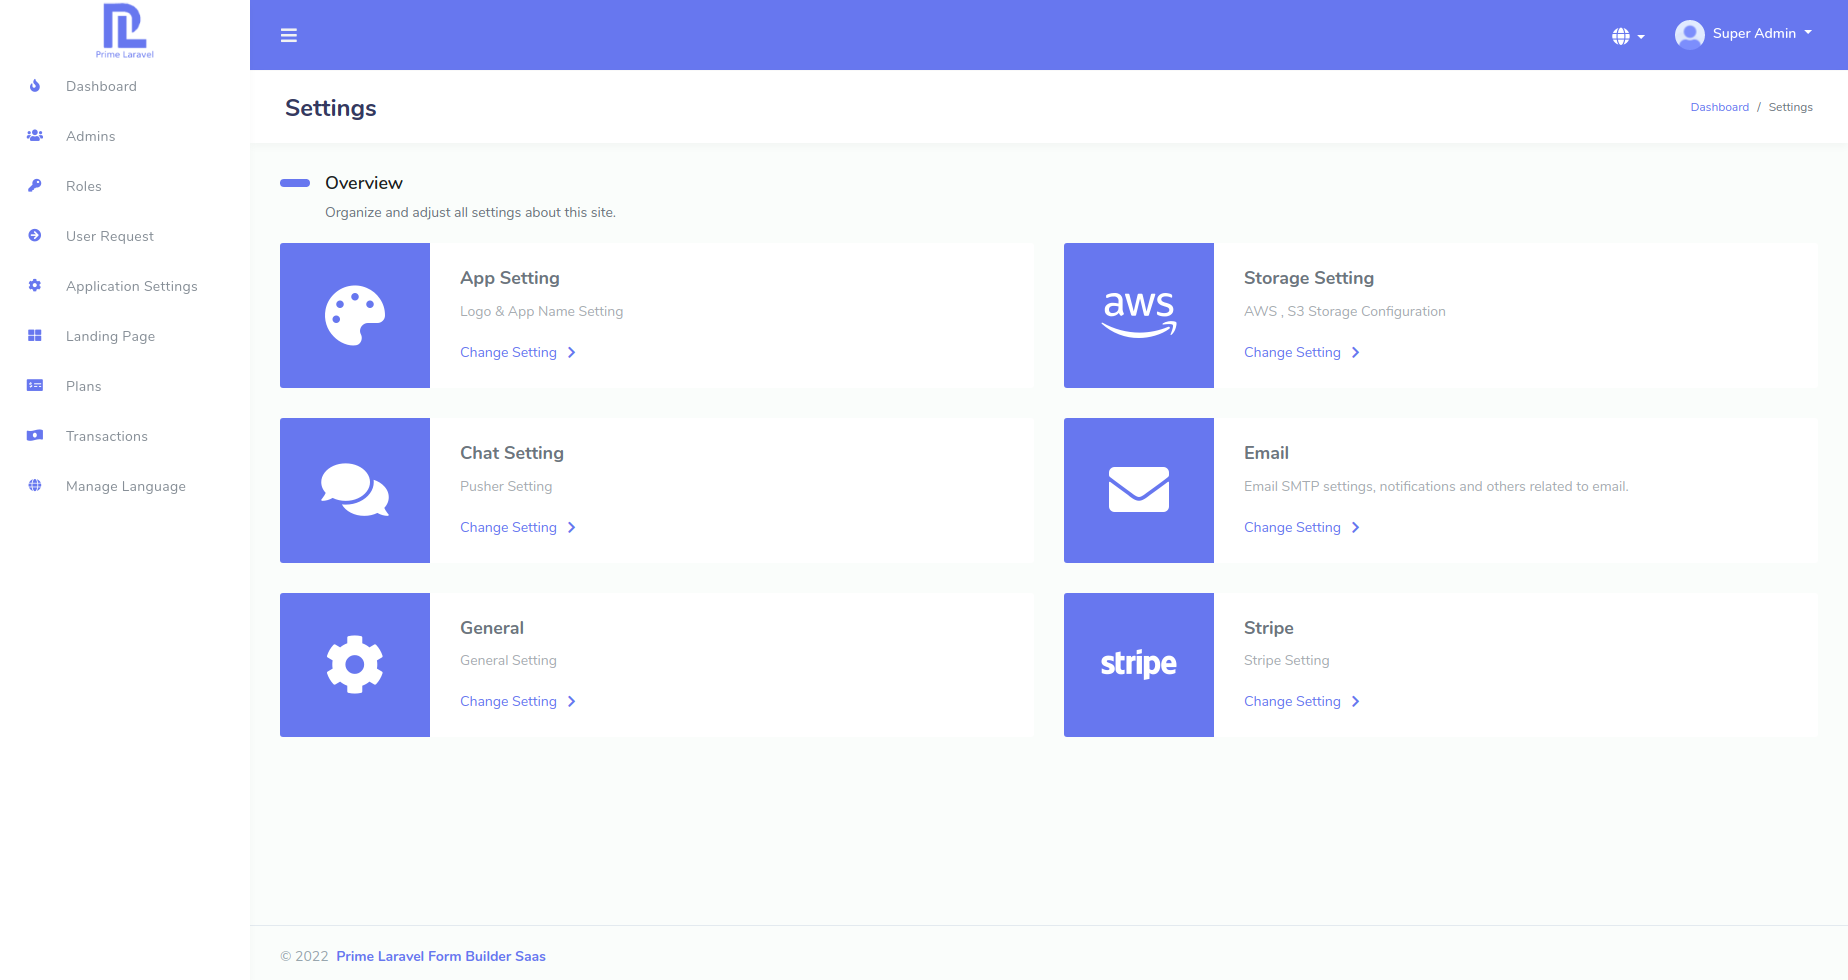 Prime Laravel
Dashboard
Admins
Roles
User Request
Application Settings
Landing Page
Plans
Transactions
Manage Language
Super Admin
Settings
Dashboard / Settings
Overview
Organize and adjust all settings about this site.
App Setting
Logo & App Name Setting
Change Setting
aws
Storage Setting
AWS , S3 Storage Configuration
Change Setting
Chat Setting
Pusher Setting
Change Setting
Email
Email SMTP settings, notifications and others related to email.
Change Setting
General
General Setting
Change Setting
stripe
Stripe
Stripe Setting
Change Setting
© 2022 Prime Laravel Form Builder Saas